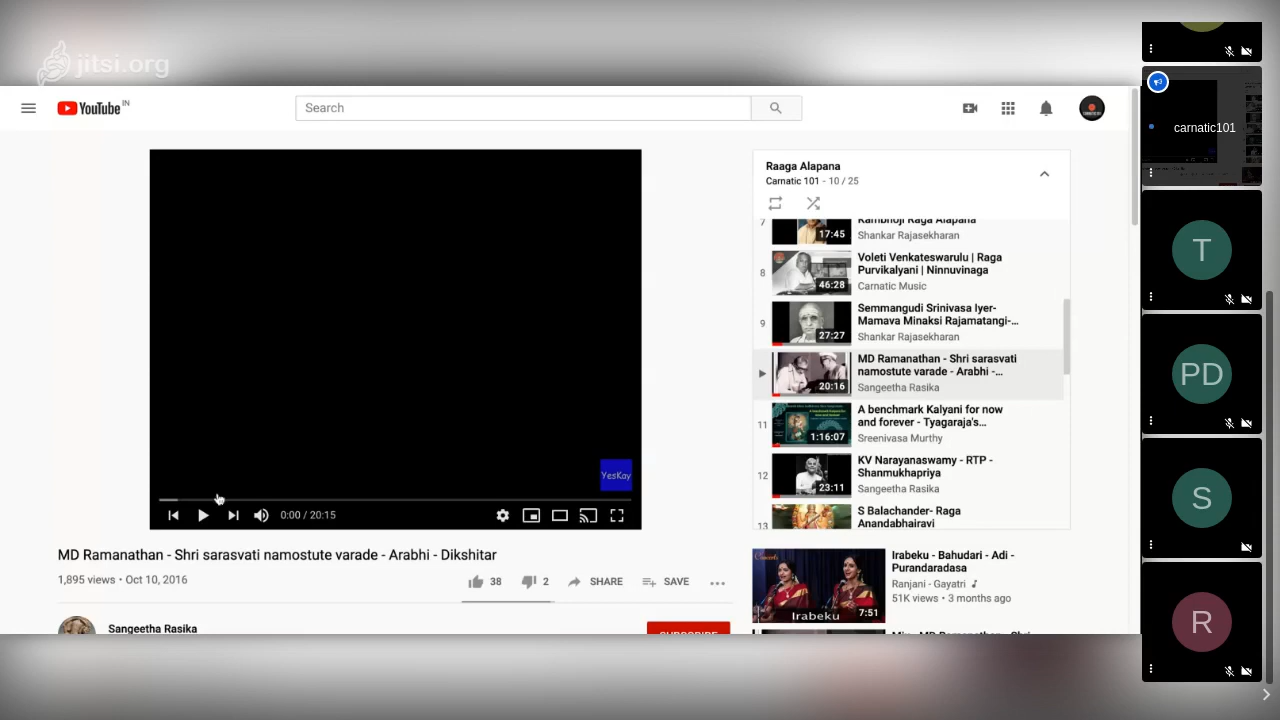 jitsi.org
YouTube IN
Search
carnatic101
Raaga Alapana
Carnatic 101 - 10 / 25
7
Kambhoji Raga Alapana
17:45
Shankar Rajasekharan
8
Voleti Venkateswarulu | Raga
Purvikalyani | Ninnuvinaga
46:28
Carnatic Music
9
Semmangudi Srinivasa Iyer-
Mamava Minaksi Rajamatangi-...
27:27
Shankar Rajasekharan
MD Ramanathan - Shri sarasvati
namostute varade - Arabhi -...
20:16
Sangeetha Rasika
11
A benchmark Kalyani for now
and forever - Tyagaraja's...
1:16:07
Sreenivasa Murthy
12
KV Narayanaswamy - RTP -
Shanmukhapriya
23:11
Sangeetha Rasika
13
S Balachander- Raga
Anandabhairavi
YesKay
0:00 / 20:15
MD Ramanathan - Shri sarasvati namostute varade - Arabhi - Dikshitar
1,895 views • Oct 10, 2016
38
2
SHARE
SAVE
Sangeetha Rasika
SUBSCRIBE
Irabeku - Bahudari - Adi -
Purandaradasa
Ranjani - Gayatri
51K views • 3 months ago
Irabeku
7:51
T
PD
S
R